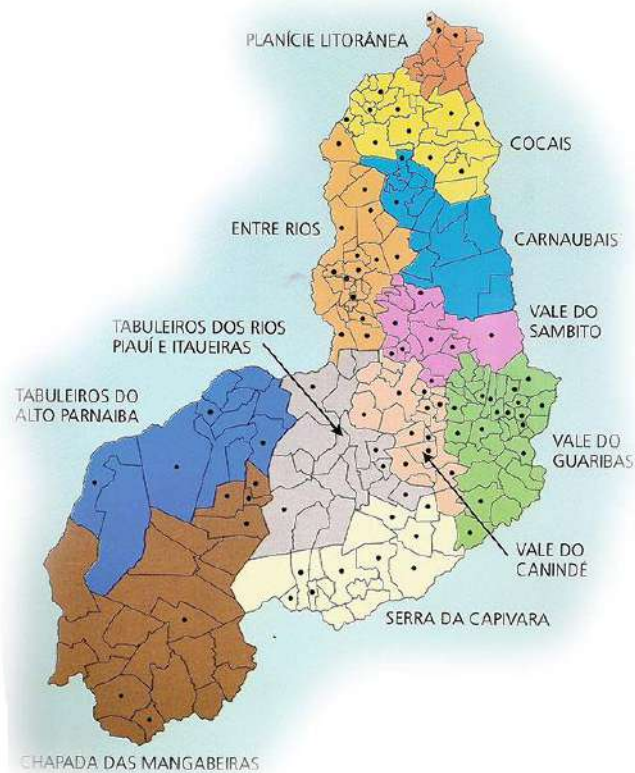 PLANÍCIE LITORÂNEA
COCAIS
ENTRE RIOS
CARNAUBAIS
VALE DO
SAMBITO
TABULEIROS DOS RIOS
PIAUÍ E ITAUEIRAS
TABULEIROS DO
ALTO PARNAIBA
VALE DO
GUARIBAS
VALE DO
CANINDÉ
SERRA DA CAPIVARA
CHAPADA DAS MANGABEIRAS